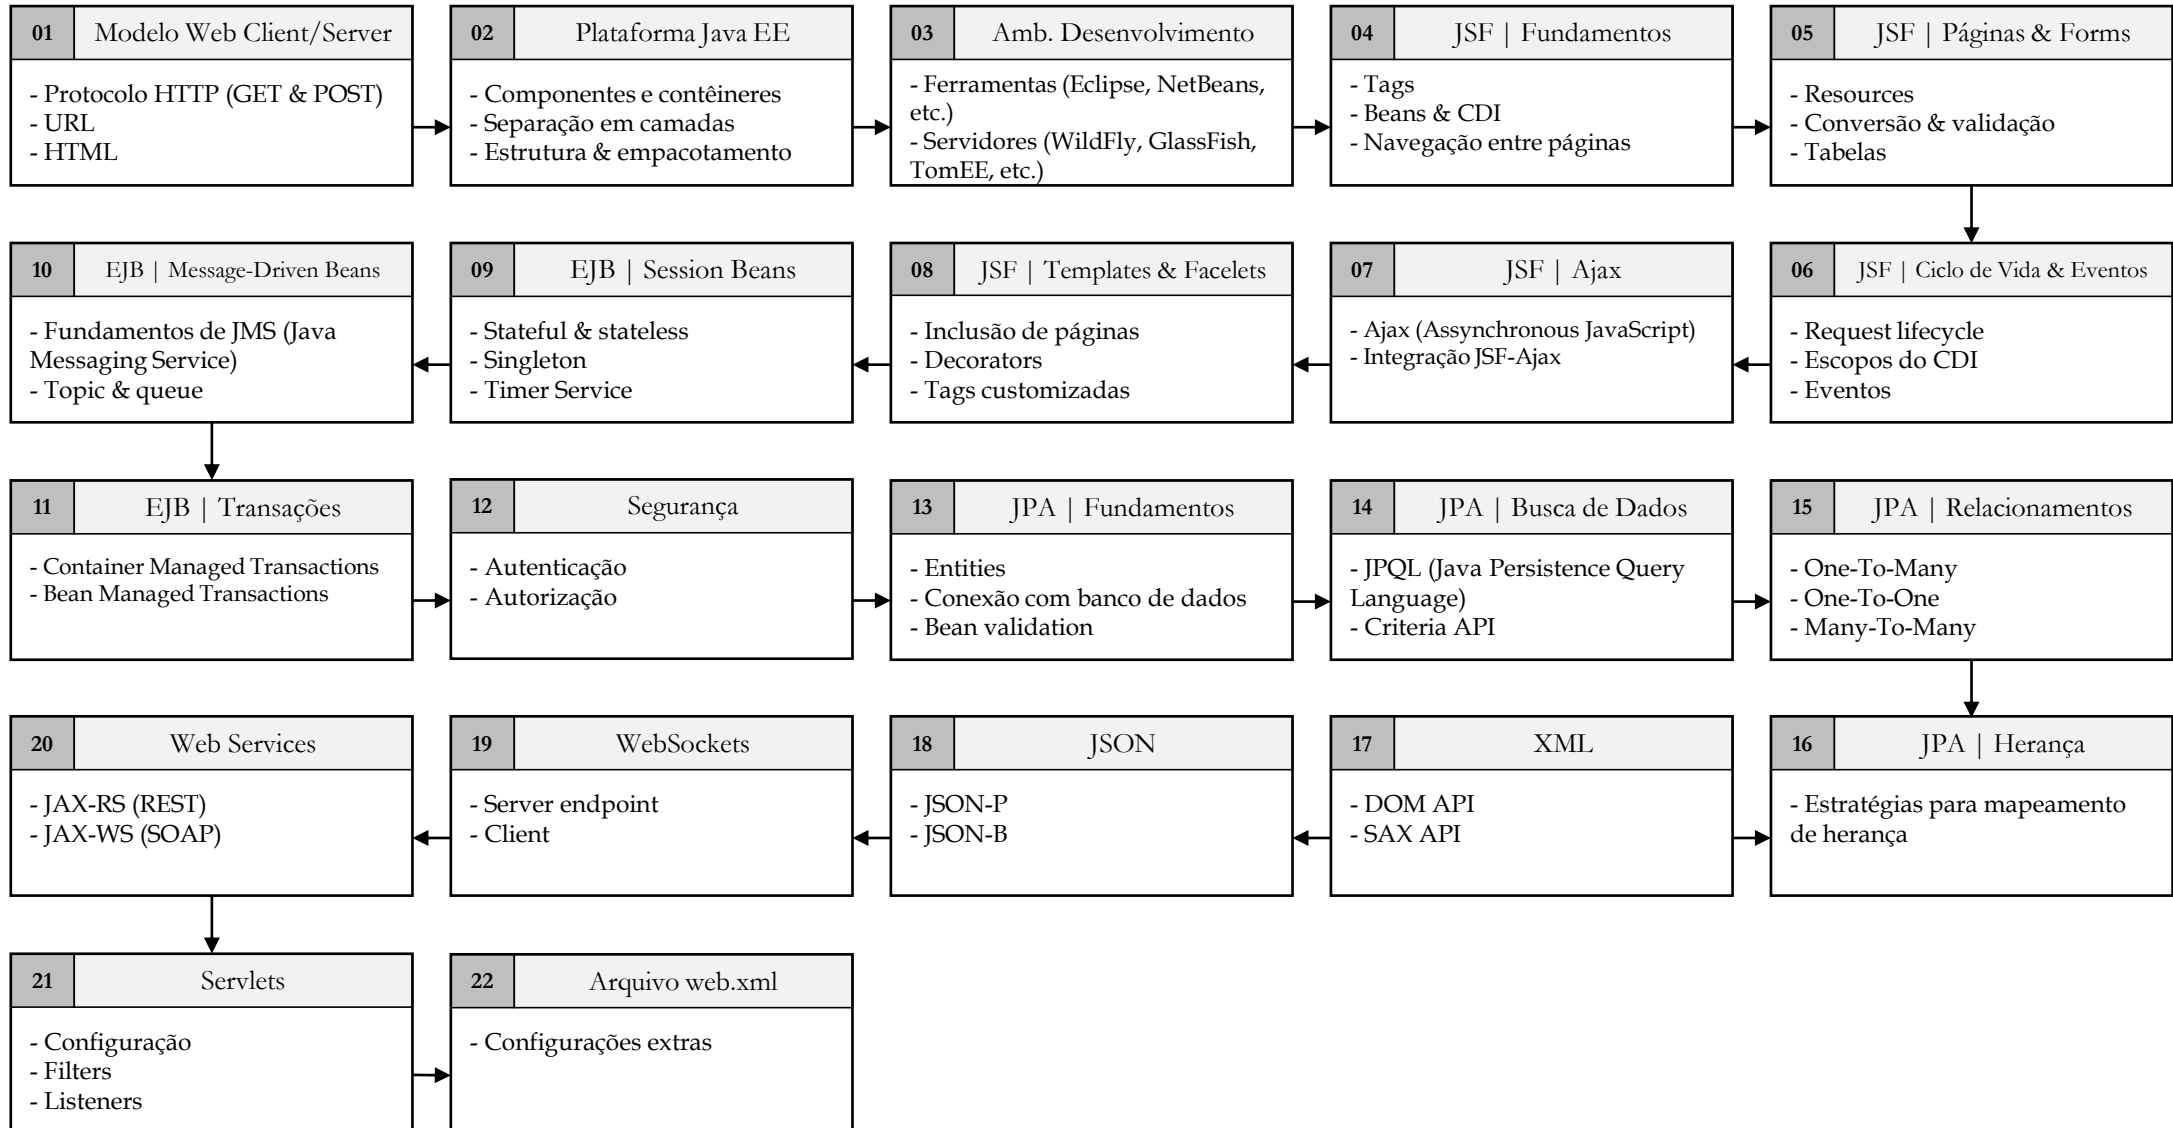 01 Modelo Web Client/Server
- Protocolo HTTP (GET & POST)
- URL
- HTML
02 Plataforma Java EE
- Componentes e contêineres
- Separação em camadas
- Estrutura & empacotamento
03 Amb. Desenvolvimento
- Ferramentas (Eclipse, NetBeans,
etc.)
- Servidores (WildFly, GlassFish,
TomEE, etc.)
04 JSF | Fundamentos
- Tags
- Beans & CDI
- Navegação entre páginas
05 JSF | Páginas & Forms
- Resources
- Conversão & validação
- Tabelas
10 EJB | Message-Driven Beans
- Fundamentos de JMS (Java
Messaging Service)
- Topic & queue
09 EJB | Session Beans
- Stateful & stateless
- Singleton
- Timer Service
08 JSF | Templates & Facelets
- Inclusão de páginas
- Decorators
- Tags customizadas
07 JSF | Ajax
- Ajax (Assynchronous JavaScript)
- Integração JSF-Ajax
06 JSF | Ciclo de Vida & Eventos
- Request lifecycle
- Escopos do CDI
- Eventos
11 EJB | Transações
- Container Managed Transactions
- Bean Managed Transactions
12 Segurança
- Autenticação
- Autorização
13 JPA | Fundamentos
- Entities
- Conexão com banco de dados
- Bean validation
14 JPA | Busca de Dados
- JPQL (Java Persistence Query
Language)
- Criteria API
15 JPA | Relacionamentos
- One-To-Many
- One-To-One
- Many-To-Many
20 Web Services
- JAX-RS (REST)
- JAX-WS (SOAP)
19 WebSockets
- Server endpoint
- Client
18 JSON
- JSON-P
- JSON-B
17 XML
- DOM API
- SAX API
16 JPA | Herança
- Estratégias para mapeamento
de herança
21 Servlets
- Configuração
- Filters
- Listeners
22 Arquivo web.xml
- Configurações extras